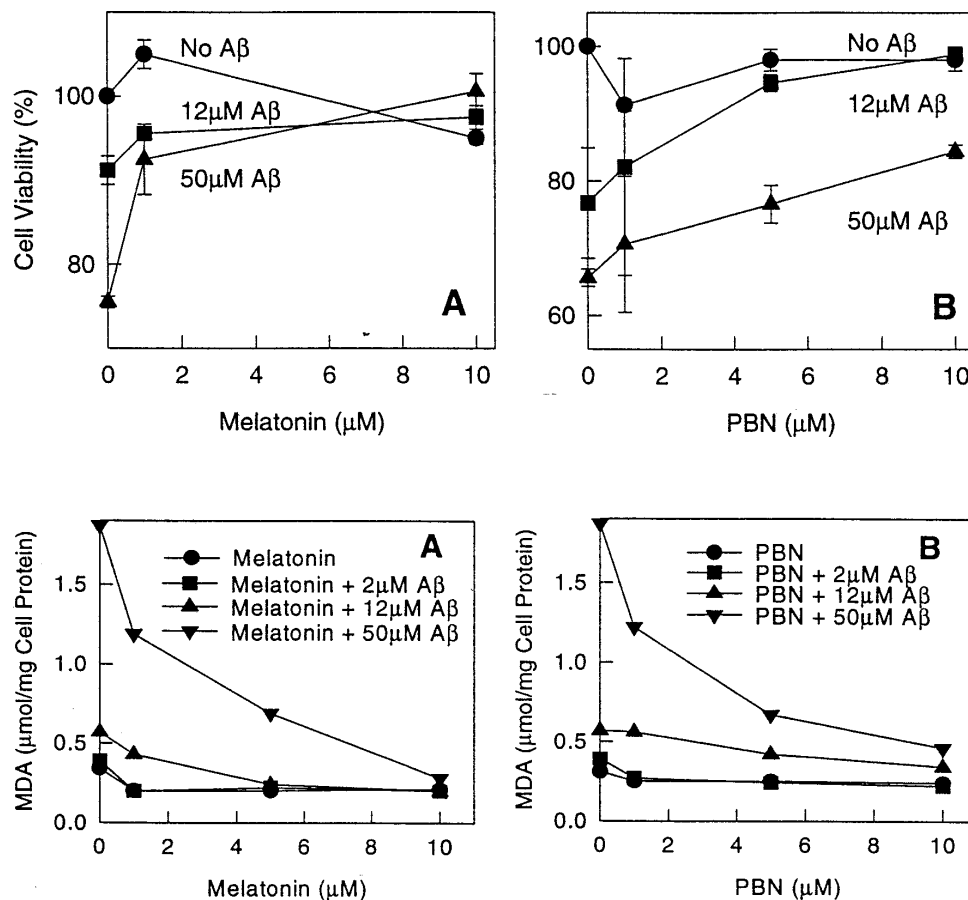 Cell Viability (%)
100
80
No Aβ
12μM Aβ
50μM Aβ
A
0 2 4 6 8 10
Melatonin (μM)
100
80
60
No Aβ
12μM Aβ
50μM Aβ
B
0 2 4 6 8 10
PBN (μM)
MDA (μmol/mg Cell Protein)
1.5
1.0
0.5
0.0
A
Melatonin
Melatonin + 2μM Aβ
Melatonin + 12μM Aβ
Melatonin + 50μM Aβ
0 2 4 6 8 10
Melatonin (μM)
MDA (μmol/mg Cell Protein)
1.5
1.0
0.5
0.0
B
PBN
PBN + 2μM Aβ
PBN + 12μM Aβ
PBN + 50μM Aβ
0 2 4 6 8 10
PBN (μM)